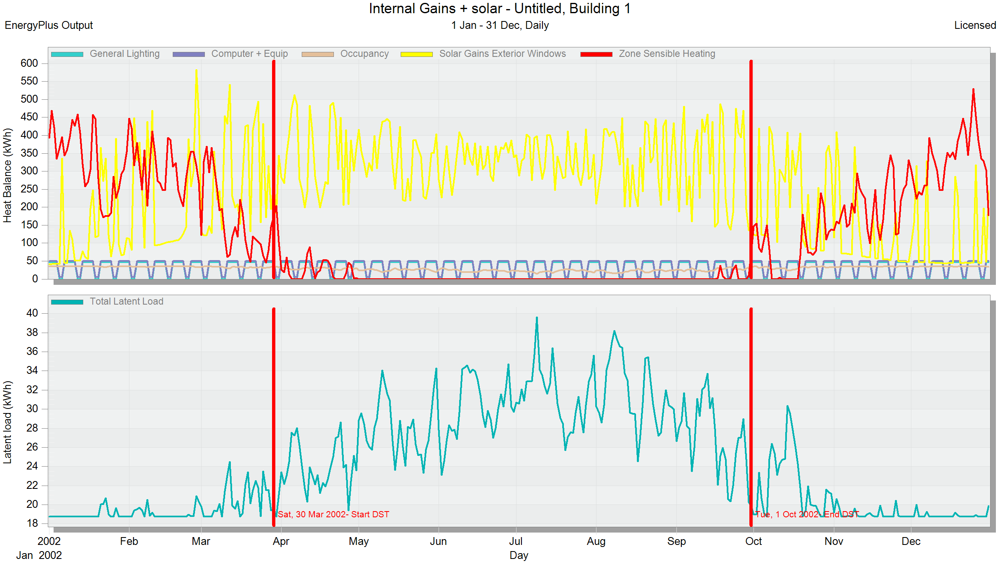 Internal Gains + solar - Untitled, Building 1
EnergyPlus Output
1 Jan - 31 Dec, Daily
Licensed
General Lighting
Computer + Equip
Occupancy
Solar Gains Exterior Windows
Zone Sensible Heating
Heat Balance (kWh)
600
550
500
450
400
350
300
250
200
150
100
50
0
Total Latent Load
Latent load (kWh)
40
38
36
34
32
30
28
26
24
22
20
18
Sat, 30 Mar 2002- Start DST
Tue, 1 Oct 2002- End DST
2002 Feb Mar Apr May Jun Jul Aug Sep Oct Nov Dec
Jan 2002
Day